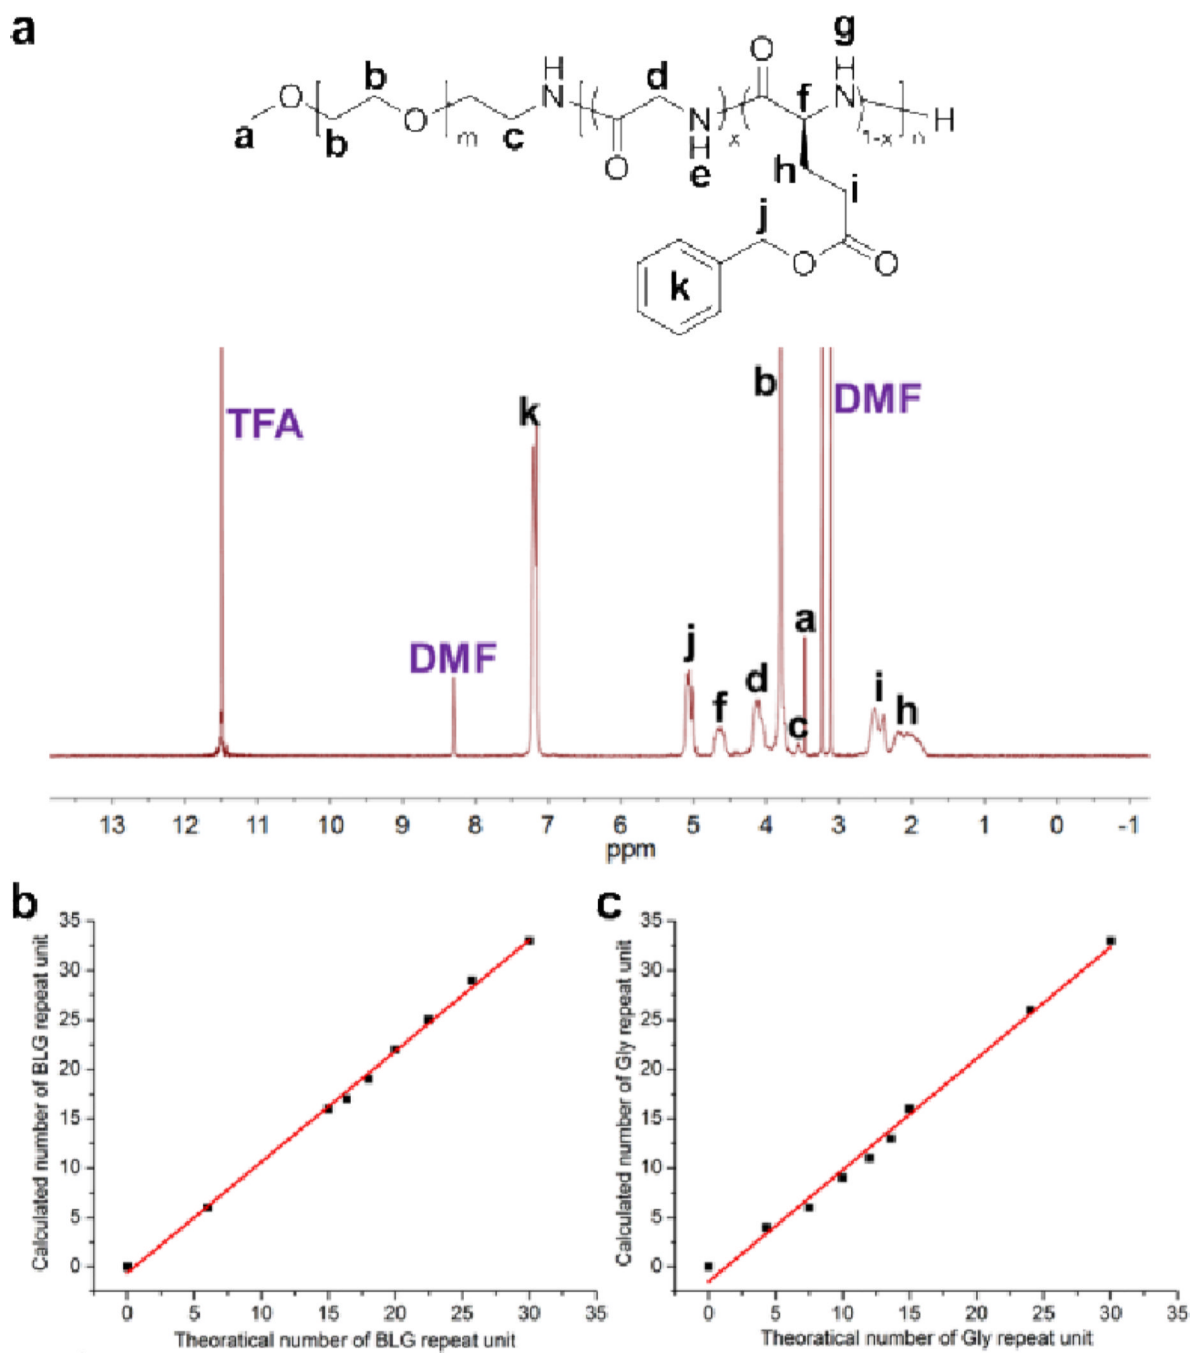 a
O
b
b
O
m
a
c
H
N
O
d
N
H
e
x
O
f
g
H
N
1-x
n
H
h
i
j
O
O
k
TFA
DMF
k
j
f
d
b
c
a
DMF
i
h
13 12 11 10 9 8 7 6 5 4 3 2 1 0 -1
ppm
b
Calculated number of BLG repeat unit
35
30
25
20
15
10
5
0
0 5 10 15 20 25 30 35
Theoratical number of BLG repeat unit
c
Calculated number of Gly repeat unit
35
30
25
20
15
10
5
0
0 5 10 15 20 25 30 35
Theoratical number of Gly repeat unit